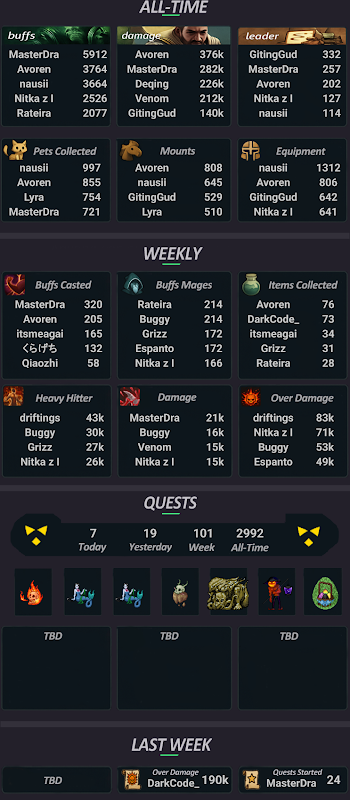 ALL-TIME
buffs damage leader
MasterDra 5912 Avoren 376k GitingGud 332
Avoren 3764 MasterDra 282k MasterDra 257
nausii 3664 Deqing 226k Avoren 202
Nitka z l 2526 Venom 212k Nitka z l 127
Rateira 2077 GitingGud 140k nausii 114
Pets Collected Mounts Equipment
nausii 997 Avoren 808 nausii 1312
Avoren 855 nausii 645 Avoren 806
Lyra 754 GitingGud 529 GitingGud 642
MasterDra 721 Lyra 510 Nitka z l 641
WEEKLY
Buffs Casted Buffs Mages Items Collected
MasterDra 320 Rateira 214 Avoren 76
Avoren 205 Buggy 214 DarkCode_ 73
itsmeagai 165 Grizz 172 itsmeagai 34
くらげち 132 Espanto 172 Grizz 31
Qiaozhi 58 Nitka z l 166 Rateira 28
Heavy Hitter Damage Over Damage
driftings 43k MasterDra 21k driftings 83k
Buggy 30k Buggy 16k Nitka z l 71k
Grizz 27k Venom 15k Buggy 53k
Nitka z l 26k Nitka z l 15k Espanto 49k
QUESTS
7 19 101 2992
Today Yesterday Week All-Time
TBD TBD TBD
LAST WEEK
TBD Over Damage Quests Started
DarkCode_ 190k MasterDra 24